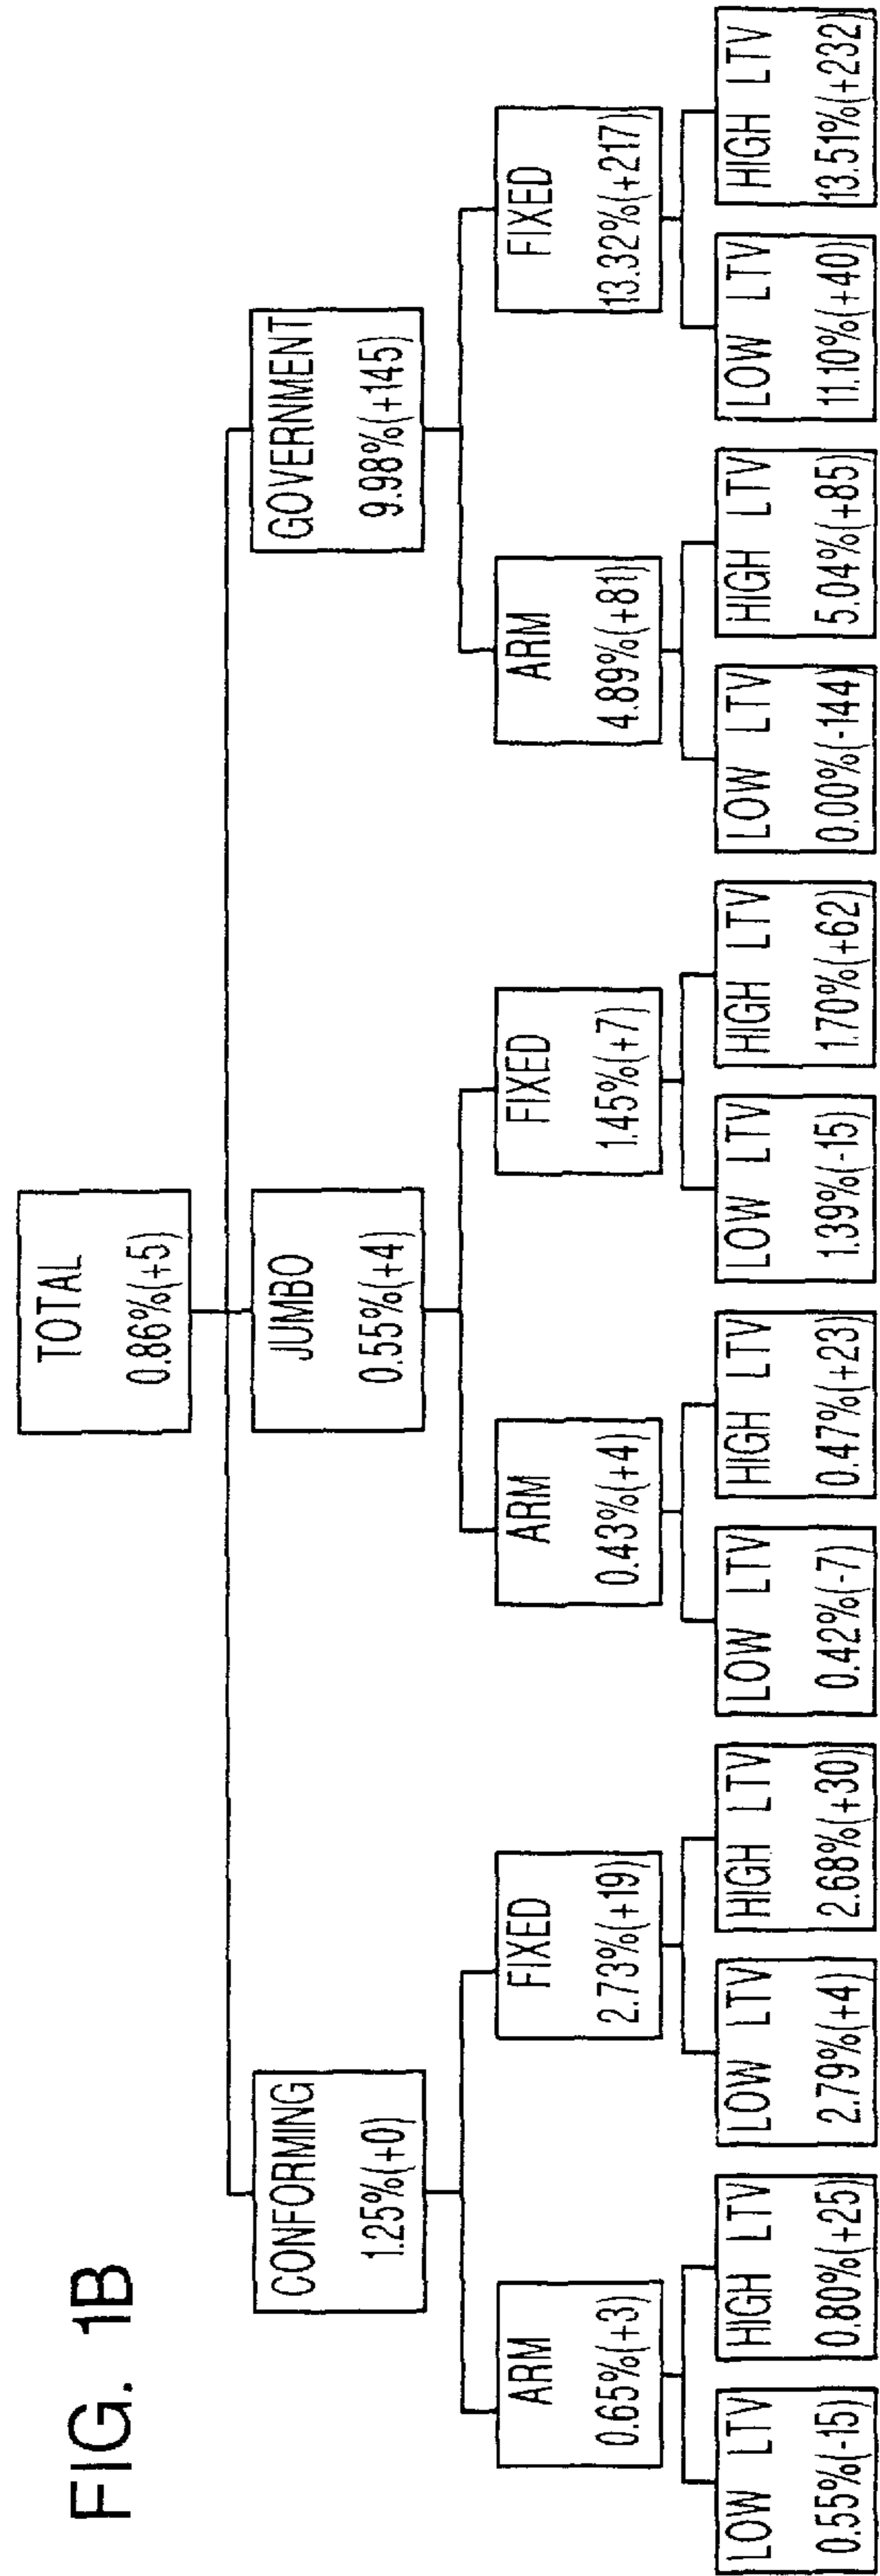 FIG. 1B
TOTAL
0.86%(+5)
CONFORMING
1.25%(+0)
JUMBO
0.55%(+4)
GOVERNMENT
9.98%(+145)
ARM
0.65%(+3)
FIXED
2.73%(+19)
ARM
0.43%(+4)
FIXED
1.45%(+7)
ARM
4.89%(+81)
FIXED
13.32%(+217)
LOW LTV
0.55%(-15)
HIGH LTV
0.80%(+25)
LOW LTV
2.79%(+4)
HIGH LTV
2.68%(+30)
LOW LTV
0.42%(-7)
HIGH LTV
0.47%(+23)
LOW LTV
1.39%(-15)
HIGH LTV
1.70%(+62)
LOW LTV
0.00%(-144)
HIGH LTV
5.04%(+85)
LOW LTV
11.10%(+40)
HIGH LTV
13.51%(+232)